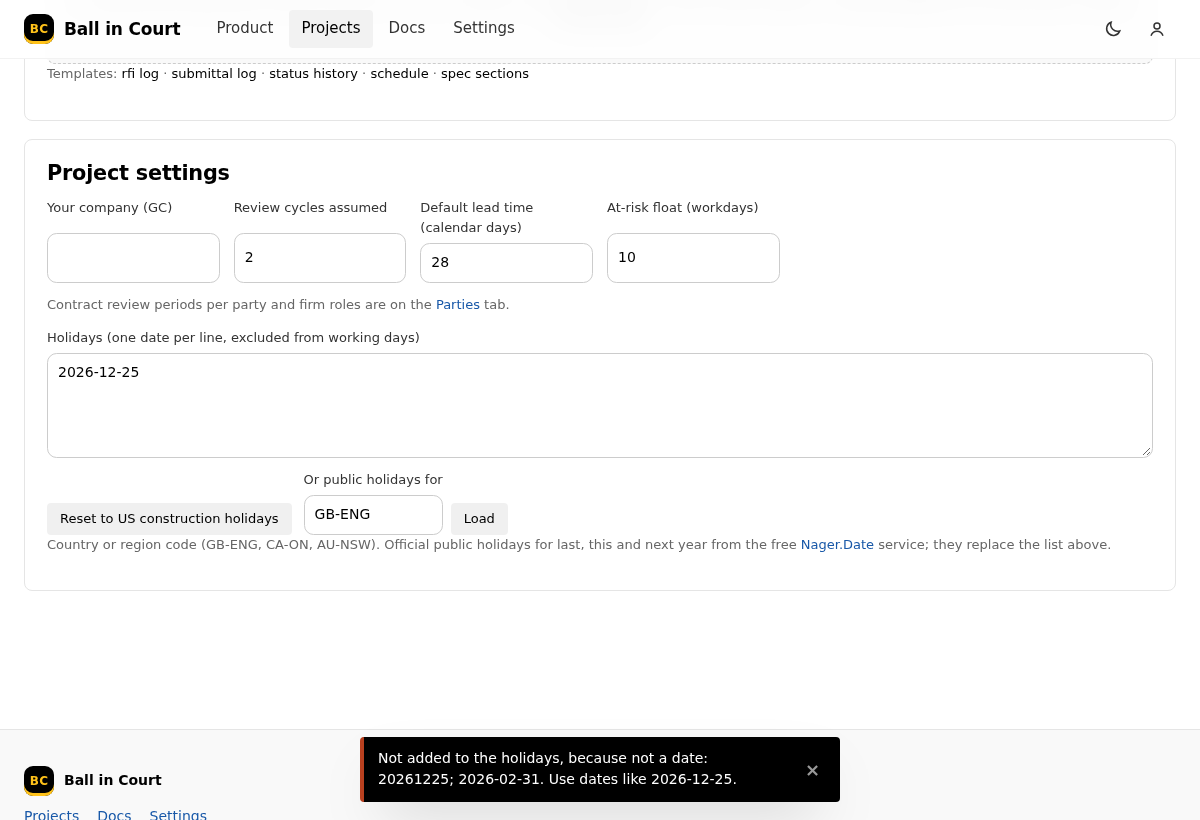 BC Ball in Court Product Projects Docs Settings
Templates: rfi log · submittal log · status history · schedule · spec sections
Project settings
Your company (GC)
Review cycles assumed
2
Default lead time
(calendar days)
28
At-risk float (workdays)
10
Contract review periods per party and firm roles are on the Parties tab.
Holidays (one date per line, excluded from working days)
2026-12-25
Reset to US construction holidays
Or public holidays for
GB-ENG
Load
Country or region code (GB-ENG, CA-ON, AU-NSW). Official public holidays for last, this and next year from the free Nager.Date service; they replace the list above.
Not added to the holidays, because not a date:
20261225; 2026-02-31. Use dates like 2026-12-25.
BC Ball in Court
Projects Docs Settings